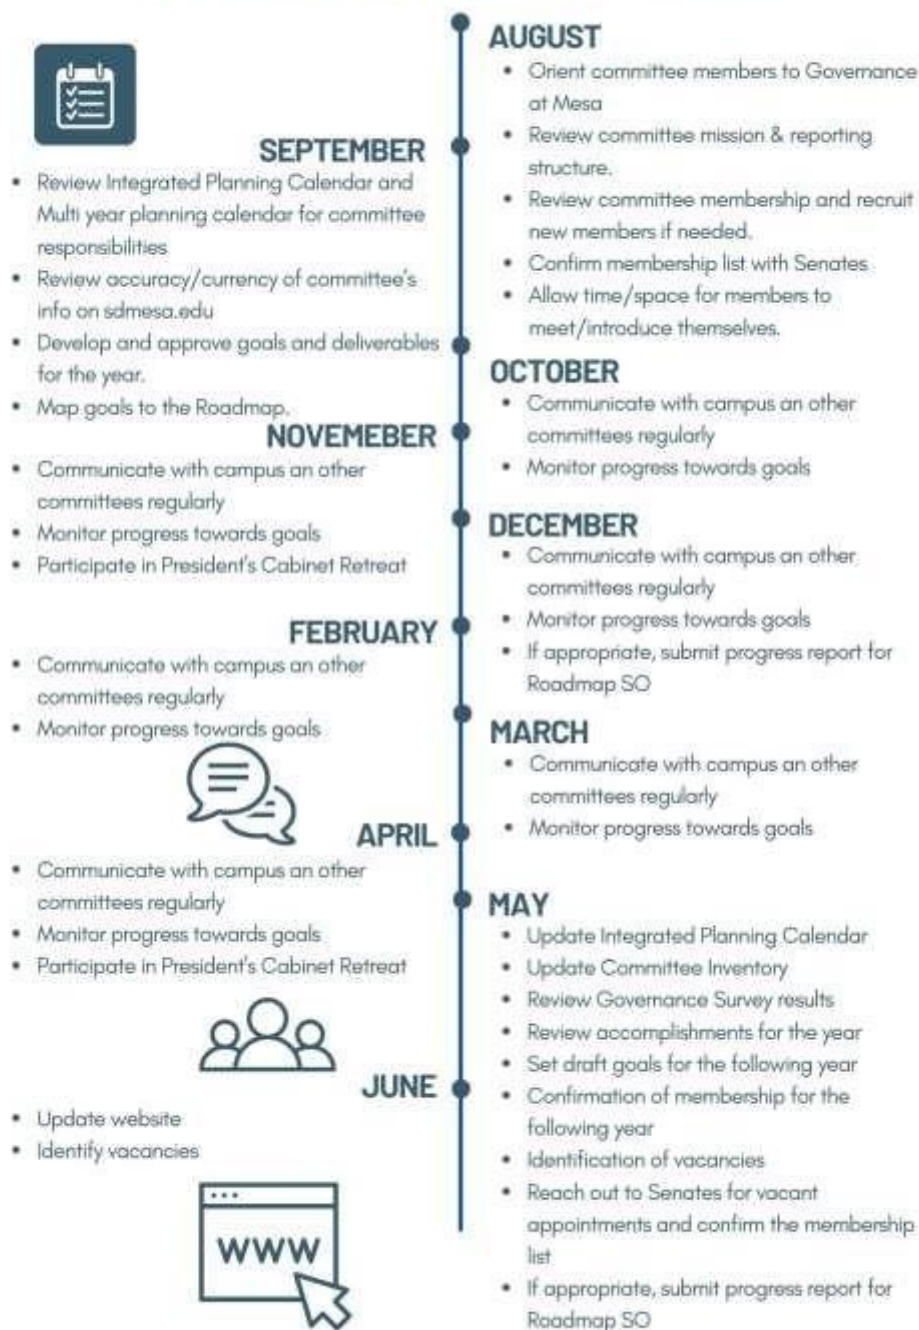 AUGUST
• Orient committee members to Governance
at Mesa
• Review committee mission & reporting
structure.
• Review committee membership and recruit
new members if needed.
• Confirm membership list with Senates
• Allow time/space for members to
meet/introduce themselves.
SEPTEMBER
• Review Integrated Planning Calendar and
Multi year planning calendar for committee
responsibilities
• Review accuracy/currency of committee's
info on sdmesa.edu
• Develop and approve goals and deliverables
for the year.
• Map goals to the Roadmap.
OCTOBER
• Communicate with campus an other
committees regularly
• Monitor progress towards goals
NOVEMEBER
• Communicate with campus an other
committees regularly
• Monitor progress towards goals
• Participate in President's Cabinet Retreat
DECEMBER
• Communicate with campus an other
committees regularly
• Monitor progress towards goals
• If appropriate, submit progress report for
Roadmap SO
FEBRUARY
• Communicate with campus an other
committees regularly
• Monitor progress towards goals
MARCH
• Communicate with campus an other
committees regularly
• Monitor progress towards goals
APRIL
• Communicate with campus an other
committees regularly
• Monitor progress towards goals
• Participate in President's Cabinet Retreat
MAY
• Update Integrated Planning Calendar
• Update Committee Inventory
• Review Governance Survey results
• Review accomplishments for the year
• Set draft goals for the following year
• Confirmation of membership for the
following year
• Identification of vacancies
• Reach out to Senates for vacant
appointments and confirm the membership
list
• If appropriate, submit progress report for
Roadmap SO
JUNE
• Update website
• Identify vacancies
WWW